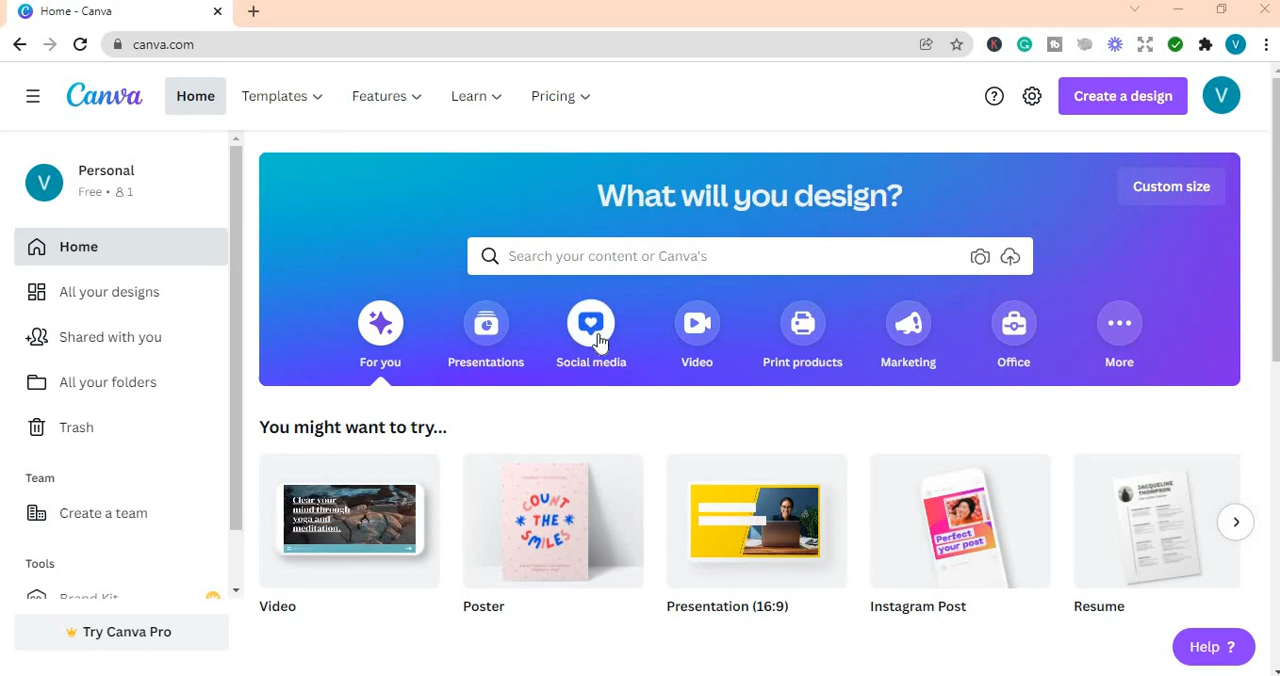 Home - Canva
canva.com
V
Canva
Home
Templates
Features
Learn
Pricing
Create a design
V
V
Personal
Free • 1
Home
All your designs
Shared with you
All your folders
Trash
Team
Create a team
Tools
Brand Kit
Try Canva Pro
What will you design?
Custom size
Search your content or Canva's
For you
Presentations
Social media
Video
Print products
Marketing
Office
More
You might want to try...
Clear your
mind through
yoga and
meditation.
COUNT
THE
SMILES
Perfect
your post
JACQUELINE
THOMPSON
Video
Poster
Presentation (16:9)
Instagram Post
Resume
Help ?